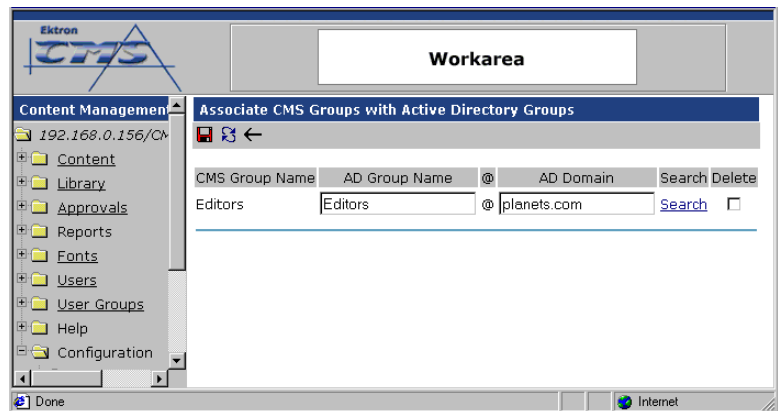 Ektron
CMS
Workarea
Content Management
192.168.0.156/CM
Content
Library
Approvals
Reports
Fonts
Users
User Groups
Help
Configuration
Associate CMS Groups with Active Directory Groups
CMS Group Name AD Group Name @ AD Domain Search Delete
Editors Editors @ planets.com Search
Done Internet